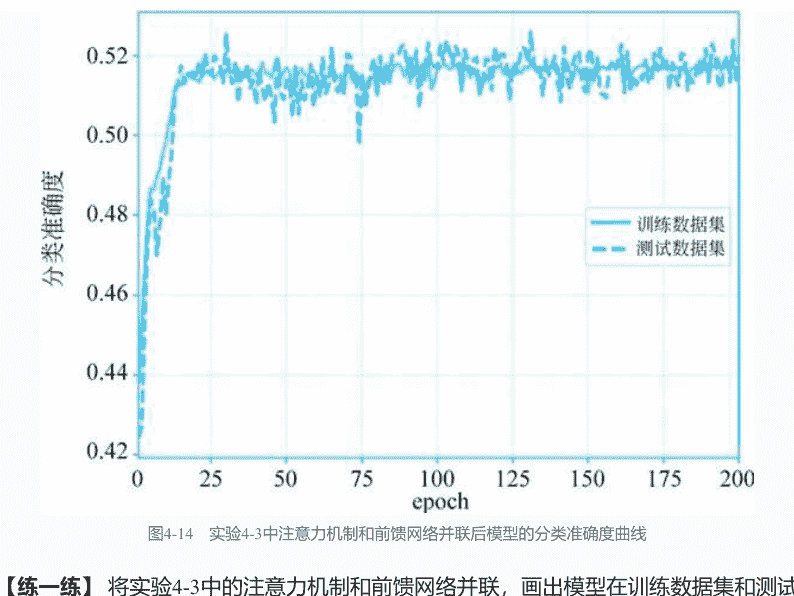 0.52
0.50
0.48
0.46
0.44
0.42
分类准确度
训练数据集
测试数据集
0 25 50 75 100 125 150 175 200
epoch
图4-14 实验4-3中注意力机制和前馈网络并联后模型的分类准确度曲线
【练一练】 将实验4-3中的注意力机制和前馈网络并联，画出模型在训练数据集和测试